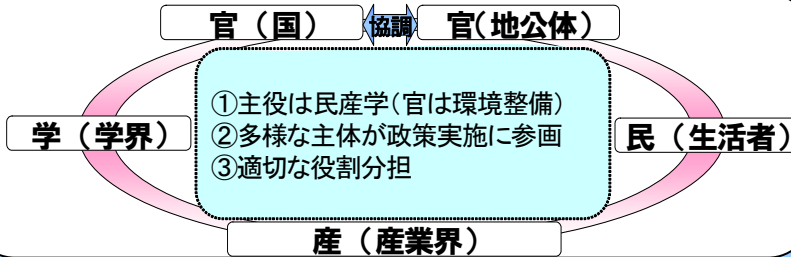 官（国）
協調
官（地公体）
①主役は民産学（官は環境整備）
②多様な主体が政策実施に参画
③適切な役割分担
学（学界）
民（生活者）
産（産業界）